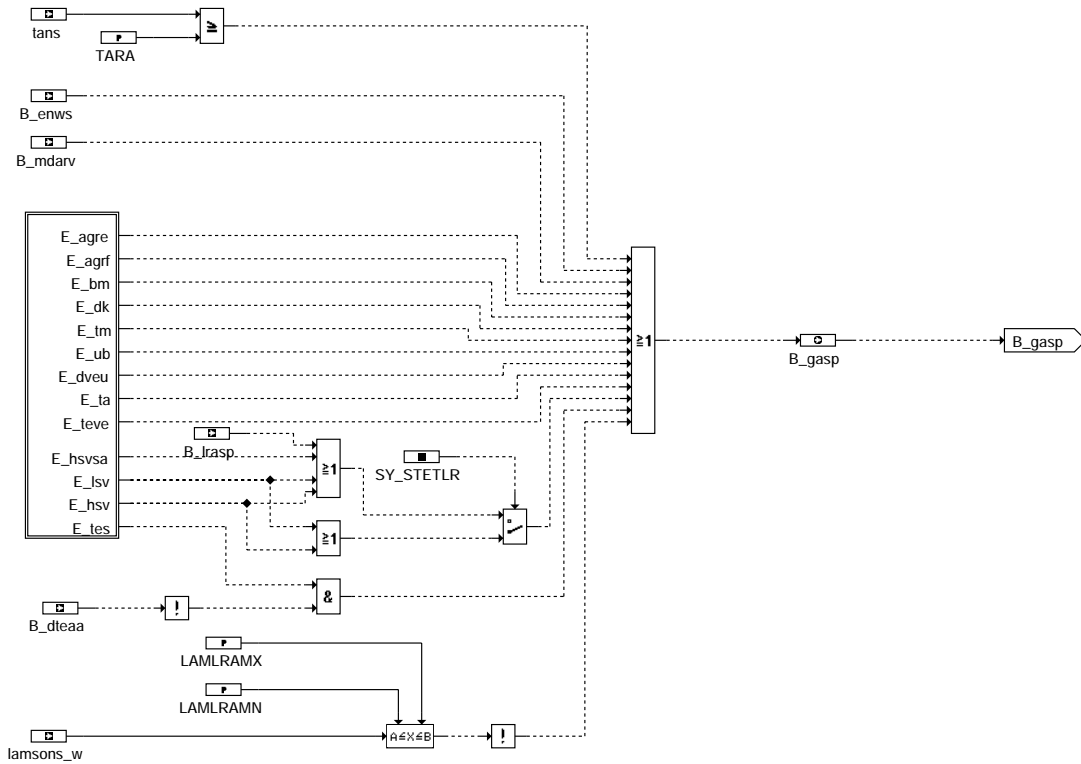 tans
≥
P
TARA
B_enws
B_mdarv
E_agre
E_agrf
E_bm
E_dk
E_tm
E_ub
E_dveu
E_ta
E_teve
E_hsvsa
E_lsv
E_hsv
E_tes
B_lrasp
≥1
SY_STETLR
≥1
&
B_dteaa
!
P
LAMLRAMX
P
LAMLRAMN
A≤X≤B
!
lamsons_w
≥1
B_gasp
B_gasp